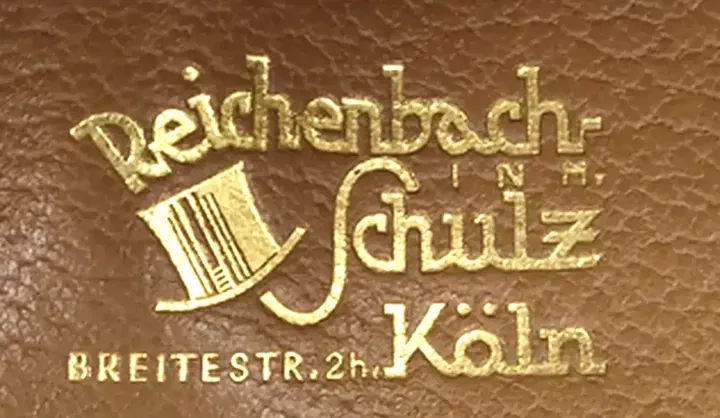 Reichenbach-
INH.
Schulz
BREITESTR. 2h. Köln